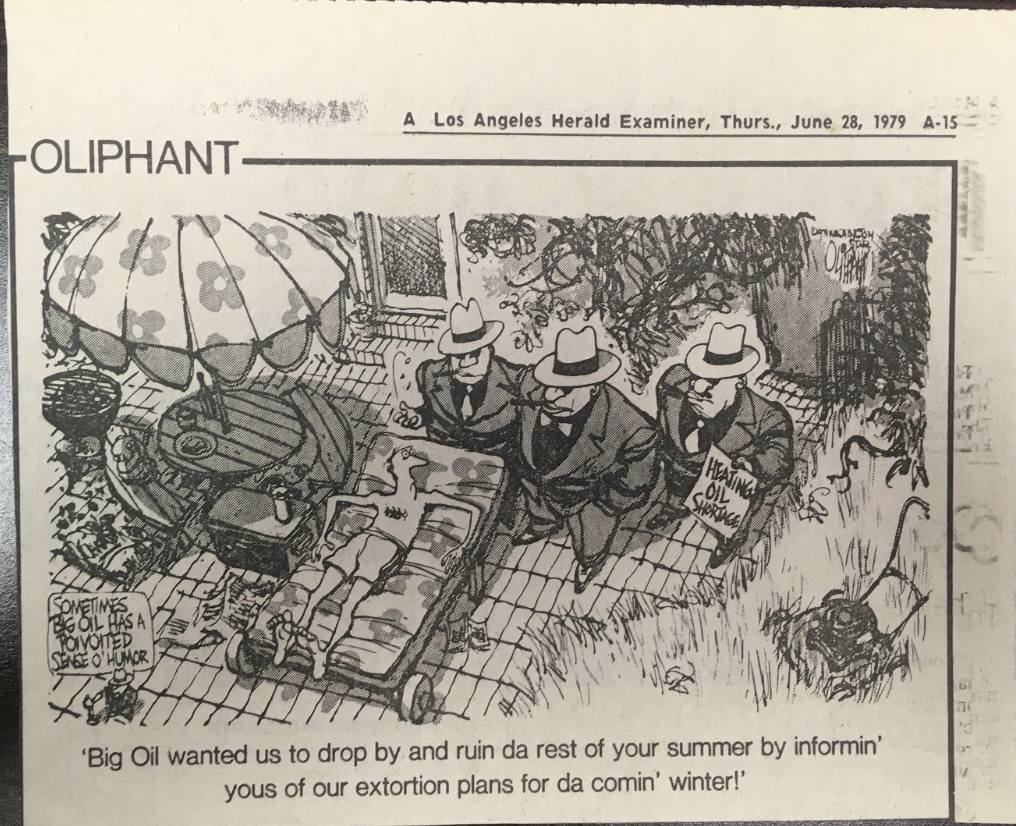 A Los Angeles Herald Examiner, Thurs., June 28, 1979 A-15
OLIPHANT
OLIPHANT
HEATING
OIL
SHORTAGE
SOMETIMES
BIG OIL HAS A
POIVOITED
SENSE O' HUMOR
'Big Oil wanted us to drop by and ruin da rest of your summer by informin'
yous of our extortion plans for da comin' winter!'